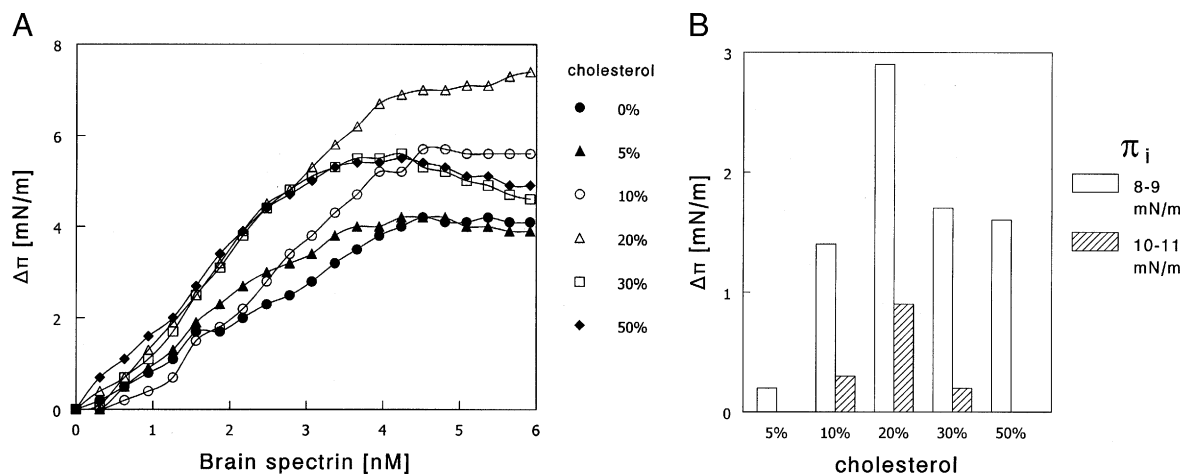 A
8
6
4
2
0
Δπ [mN/m]
0 1 2 3 4 5 6
Brain spectrin [nM]
cholesterol
0%
5%
10%
20%
30%
50%
B
3
2
1
0
Δπ [mN/m]
5% 10% 20% 30% 50%
cholesterol
πi
8-9
mN/m
10-11
mN/m